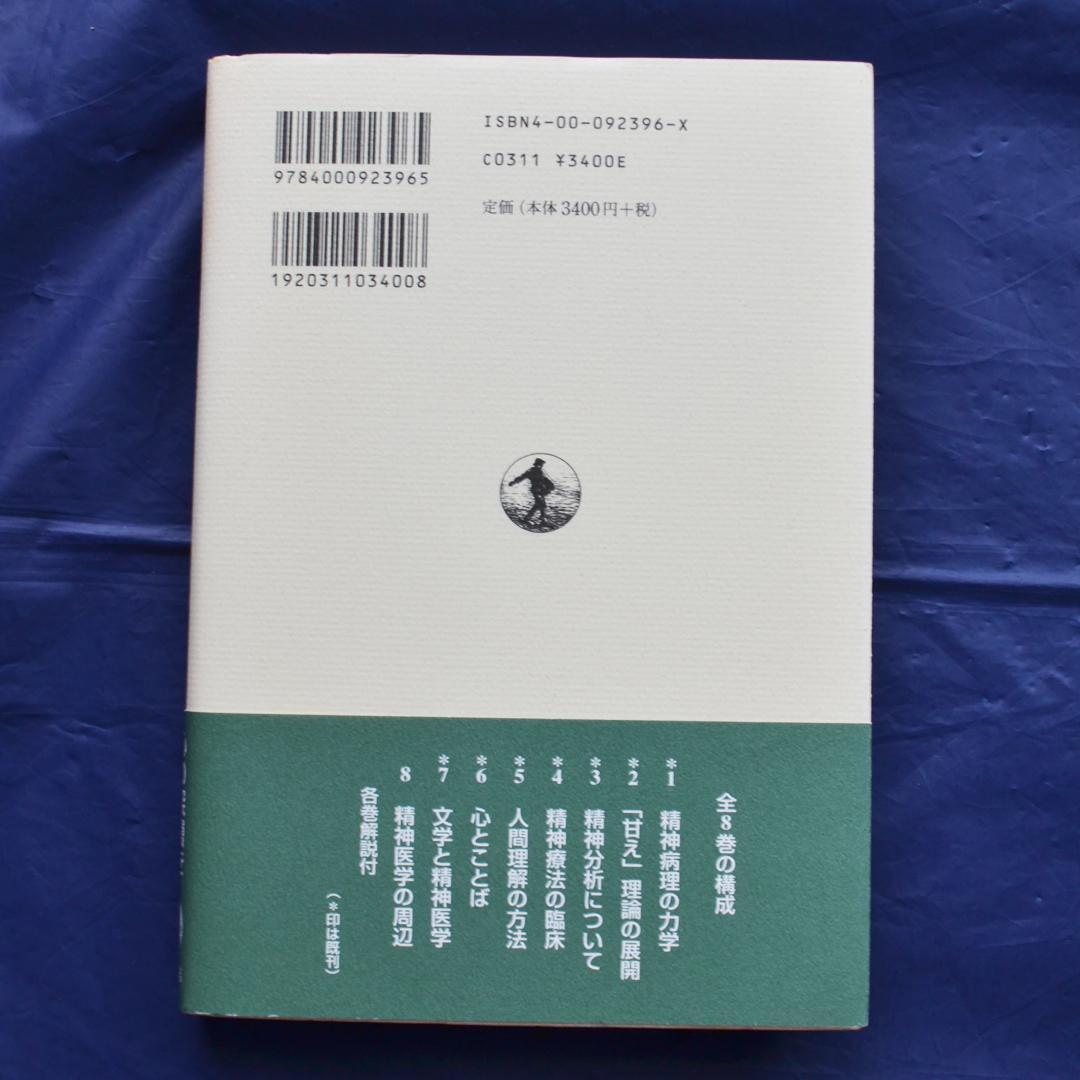 ISBN4-00-092396-X
C0311 ¥3400E
定価（本体3400円＋税）
9784000923965
1920311034008
全8巻の構成
*1 精神病理の力学
*2 「甘え」理論の展開
*3 精神分析について
*4 精神療法の臨床
*5 人間理解の方法
*6 心とことば
*7 文学と精神医学
8 精神医学の周辺
各巻解説付
（*印は既刊）